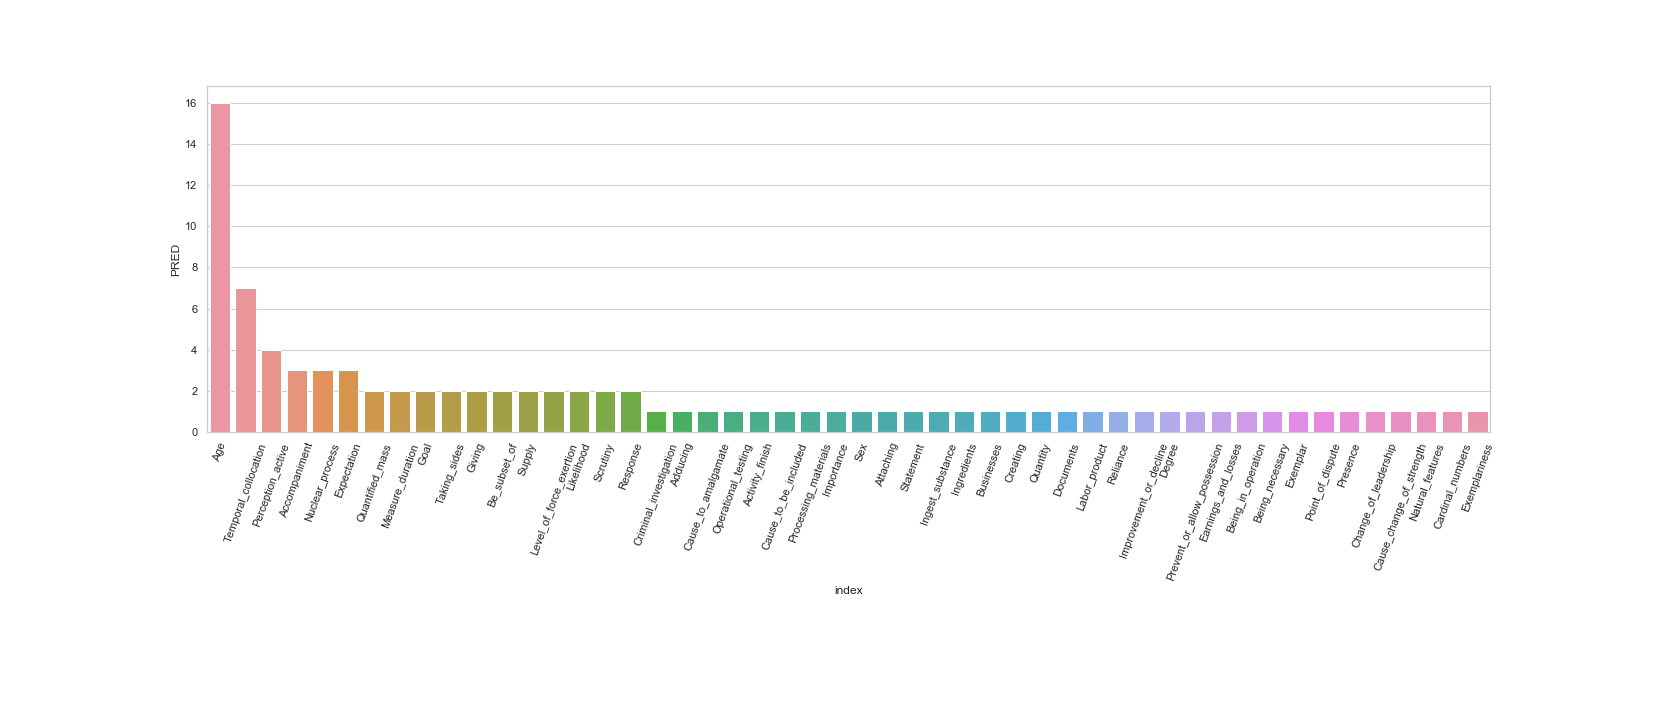 16
14
12
10
8
6
4
2
0
PRED
Age
Temporal_collocation
Perception_active
Accompaniment
Nuclear_process
Expectation
Quantified_mass
Measure_duration
Goal
Taking_sides
Giving
Be_subset_of
Supply
Level_of_force_exertion
Likelihood
Scrutiny
Response
Criminal_investigation
Adducing
Cause_to_amalgamate
Operational_testing
Activity_finish
Cause_to_be_included
Processing_materials
Importance
Sex
Attaching
Statement
Ingest_substance
Ingredients
Businesses
Creating
Quantity
Documents
Labor_product
Reliance
Improvement_or_decline
Degree
Prevent_or_allow_possession
Earnings_and_losses
Being_in_operation
Being_necessary
Exemplar
Point_of_dispute
Presence
Change_of_leadership
Cause_change_of_strength
Natural_features
Cardinal_numbers
Exemplariness
index